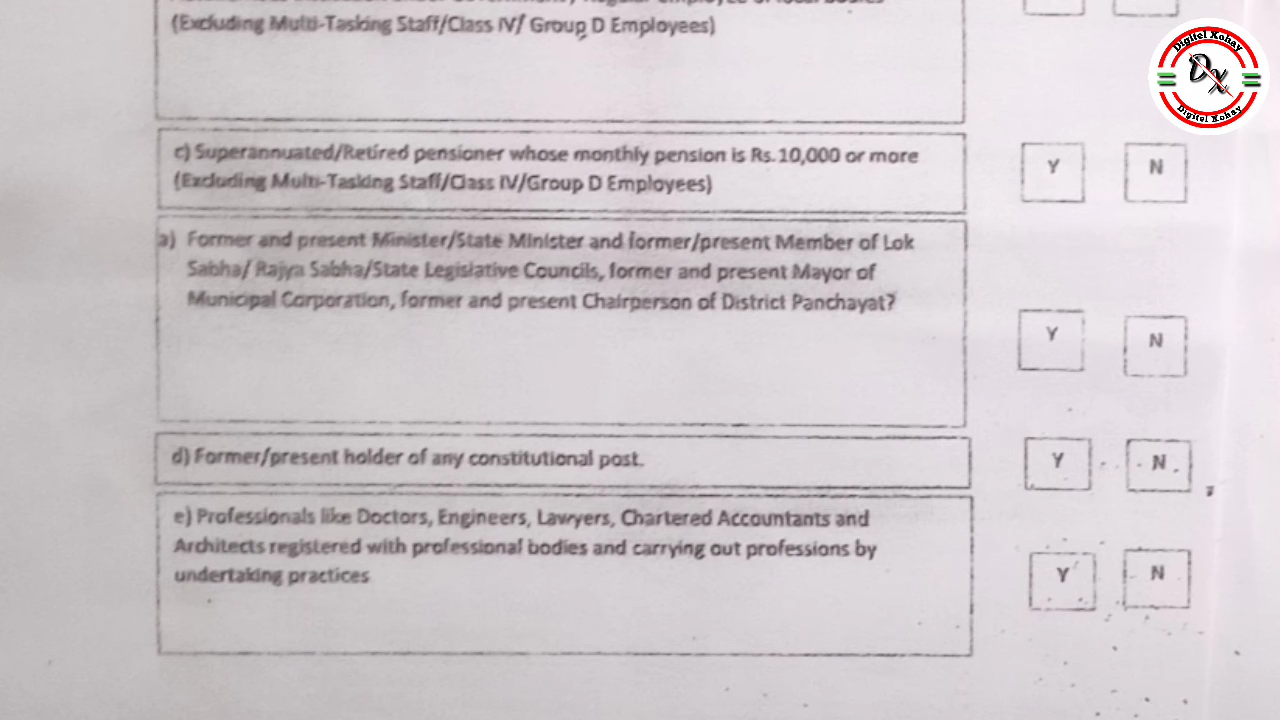 (Excluding Multi-Tasking Staff/Class IV/ Group D Employees)
c) Superannuated/Retired pensioner whose monthly pension is Rs.10,000 or more
(Excluding Multi-Tasking Staff/Class IV/Group D Employees)
Y N
a) Former and present Minister/State Minister and former/present Member of Lok
Sabha/ Rajya Sabha/State Legislative Councils, former and present Mayor of
Municipal Corporation, former and present Chairperson of District Panchayat?
Y N
d) Former/present holder of any constitutional post.
Y N
e) Professionals like Doctors, Engineers, Lawyers, Chartered Accountants and
Architects registered with professional bodies and carrying out professions by
undertaking practices
Y N
Digitel Xohay
Dx
Digitel Xohay